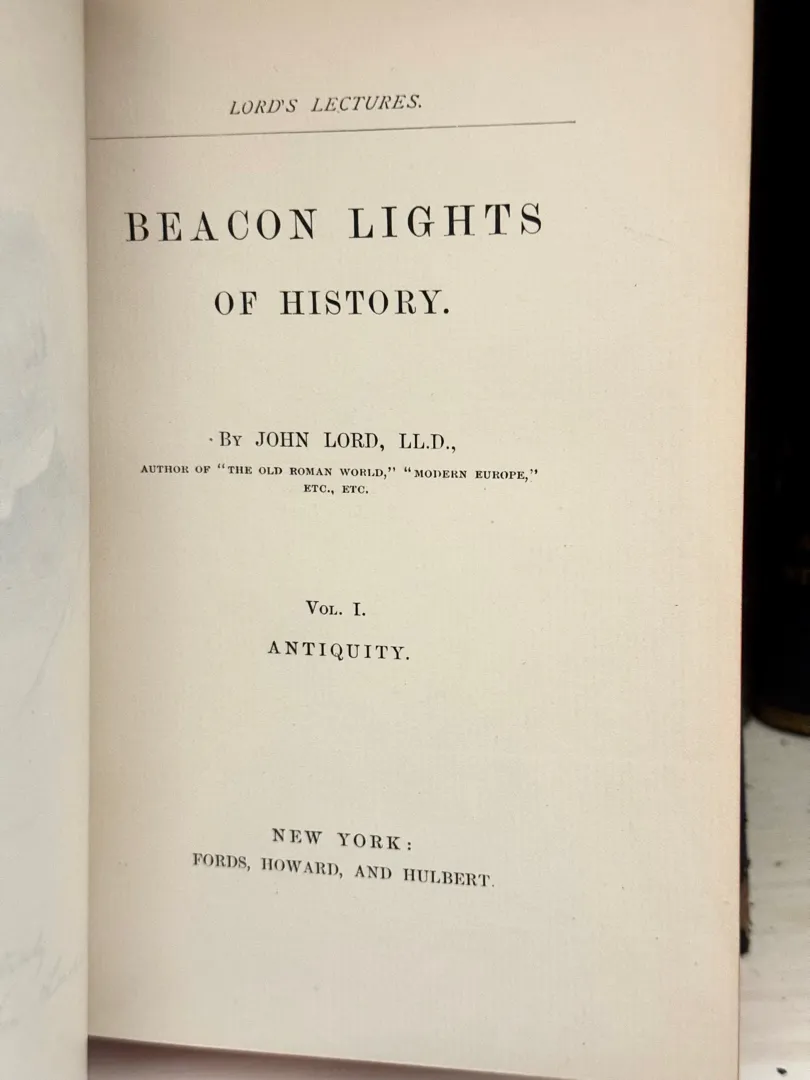 LORD'S LECTURES.
BEACON LIGHTS
OF HISTORY.
By JOHN LORD, LL.D.,
AUTHOR OF "THE OLD ROMAN WORLD," "MODERN EUROPE,"
ETC., ETC.
Vol. I.
ANTIQUITY.
NEW YORK:
FORDS, HOWARD, AND HULBERT.